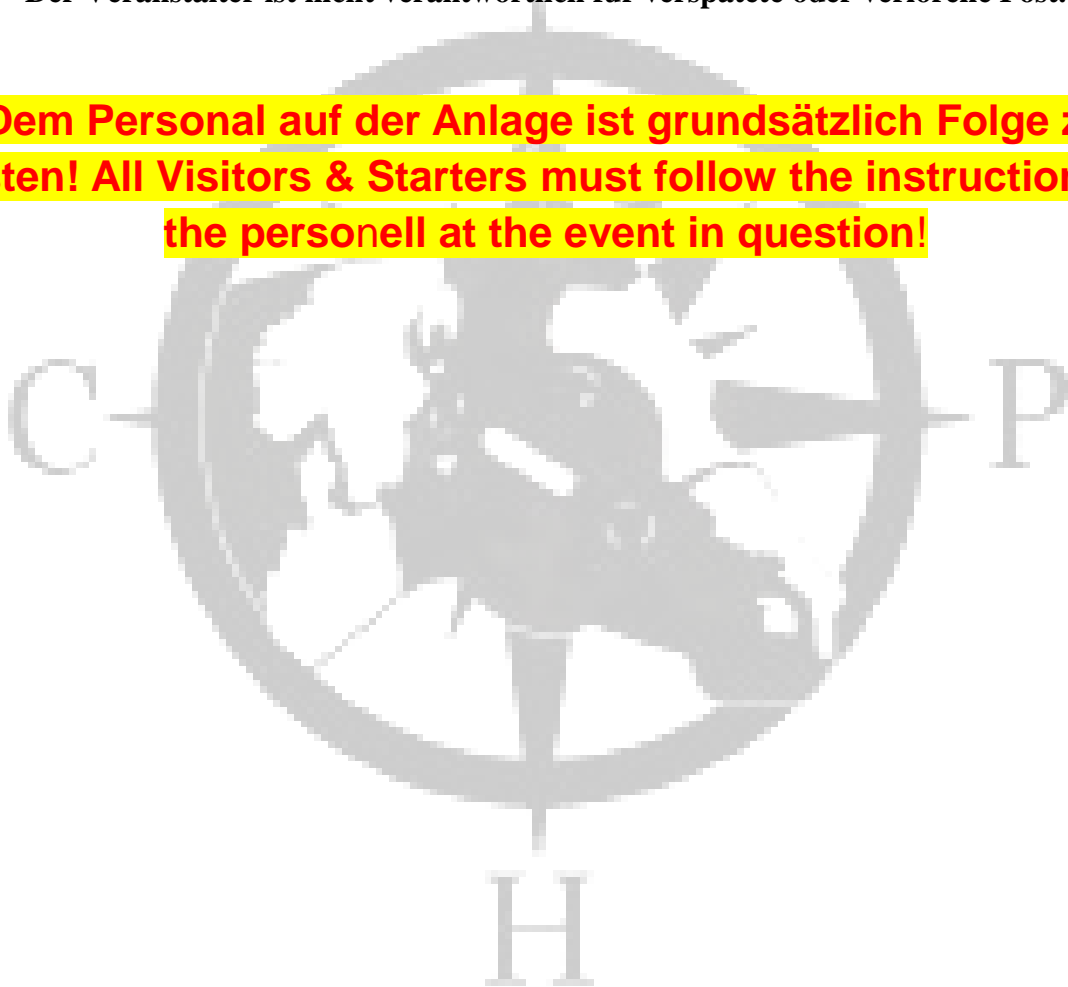 Der Veranstalter ist nicht verantwortlich für verspätete oder verlorene Post.
Dem Personal auf der Anlage ist grundsätzlich Folge z
ten! All Visitors & Starters must follow the instruction
the personell at the event in question!
C P
H